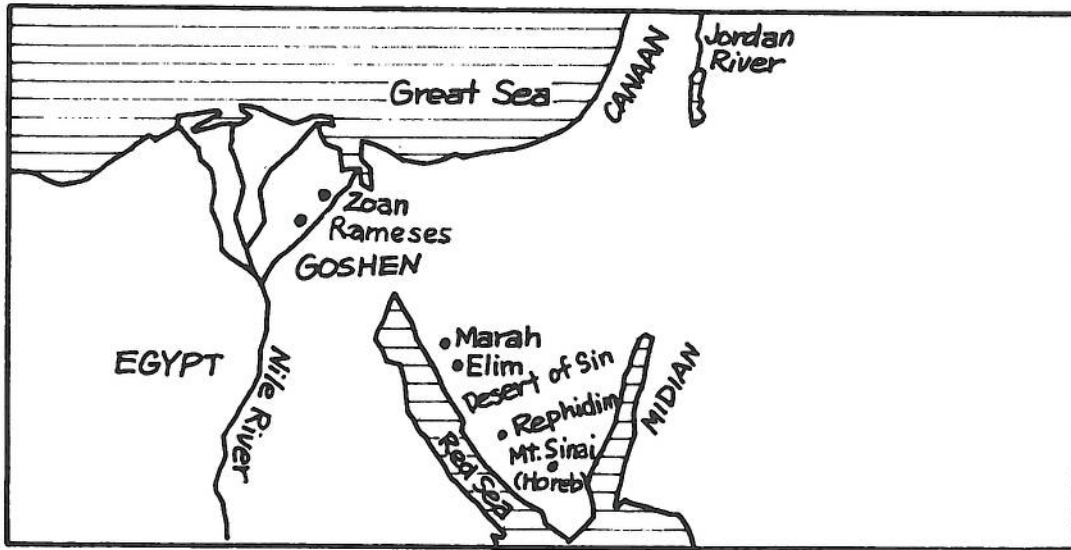 Jordan
River
CANAAN
Great Sea
Zoan
Rameses
GOSHEN
Marah
Elim
EGYPT
Nile River
Desert of Sin
MIDIAN
Rephidim
Red Sea
Mt. Sinai
(Horeb)